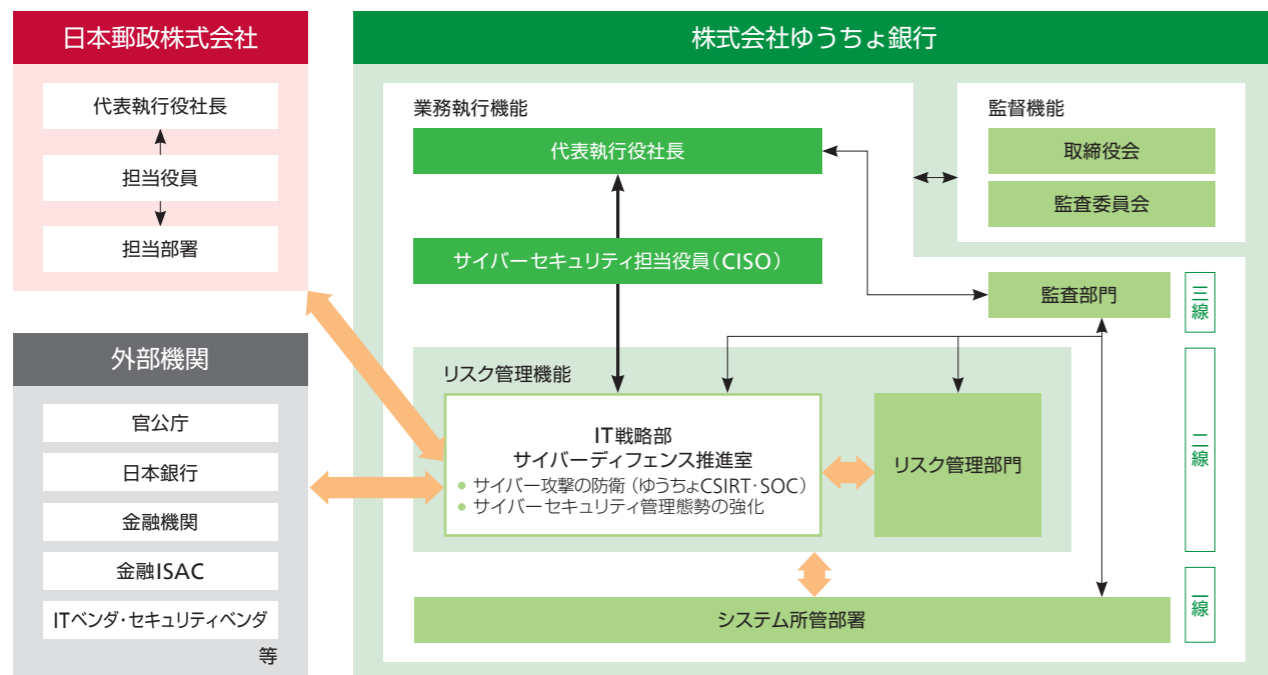 日本郵政株式会社
代表執行役社長
担当役員
担当部署
外部機関
官公庁
日本銀行
金融機関
金融ISAC
ITベンダ・セキュリティベンダ
等
株式会社ゆうちょ銀行
業務執行機能
代表執行役社長
サイバーセキュリティ担当役員(CISO)
監督機能
取締役会
監査委員会
監査部門
三線
リスク管理機能
IT戦略部
サイバーディフェンス推進室
• サイバー攻撃の防衛(ゆうちょCSIRT・SOC)
• サイバーセキュリティ管理態勢の強化
リスク管理部門
二線
システム所管部署
一線